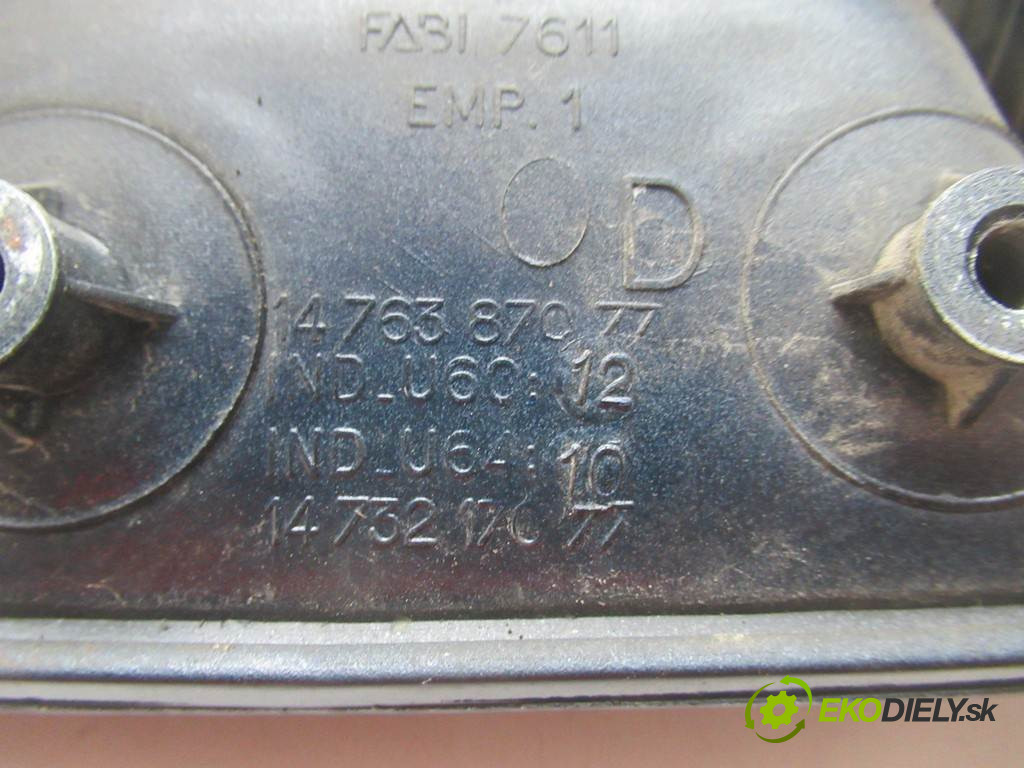 FABI 7611
EMP. 1
D
14 763 870 77
IND_U60: 12
IND_U64: 10
14 732 170 77
EKODIELY.sk